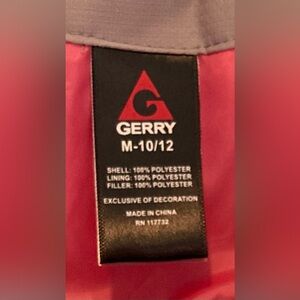 GERRY
M-10/12
SHELL: 100% POLYESTER
LINING: 100% POLYESTER
FILLER: 100% POLYESTER
EXCLUSIVE OF DECORATION
MADE IN CHINA
RN 117732